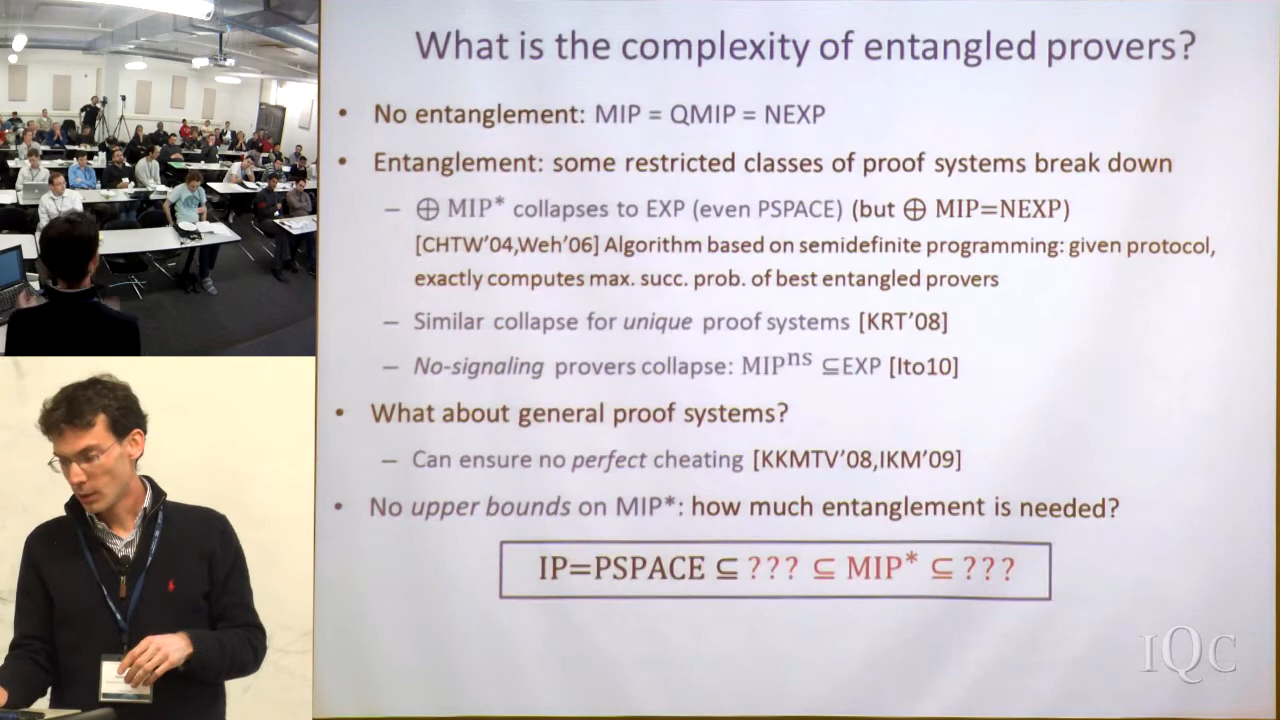 What is the complexity of entangled provers?
• No entanglement: MIP = QMIP = NEXP
• Entanglement: some restricted classes of proof systems break down
– ⊕ MIP* collapses to EXP (even PSPACE) (but ⊕ MIP=NEXP)
[CHTW'04,Weh'06] Algorithm based on semidefinite programming: given protocol,
exactly computes max. succ. prob. of best entangled provers
– Similar collapse for unique proof systems [KRT'08]
– No-signaling provers collapse: MIPⁿˢ ⊆EXP [Ito10]
• What about general proof systems?
– Can ensure no perfect cheating [KKMTV'08,IKM'09]
• No upper bounds on MIP*: how much entanglement is needed?
IP=PSPACE ⊆ ??? ⊆ MIP* ⊆ ???
IQC